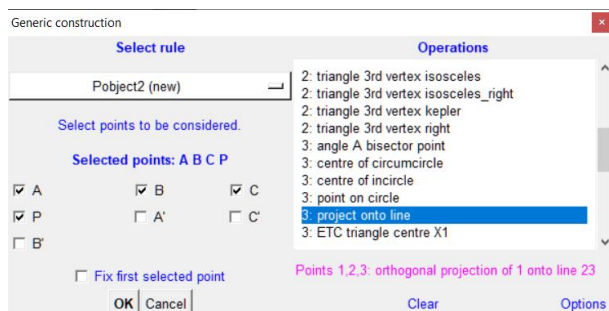 Generic construction
Select rule
Pobject2 (new)
Select points to be considered.
Selected points: A B C P
A B C
P A' C'
B'
Fix first selected point
OK Cancel
Operations
2: triangle 3rd vertex isosceles
2: triangle 3rd vertex isosceles_right
2: triangle 3rd vertex kepler
2: triangle 3rd vertex right
3: angle A bisector point
3: centre of circumcircle
3: centre of incircle
3: point on circle
3: project onto line
3: ETC triangle centre X1
Points 1,2,3: orthogonal projection of 1 onto line 23
Clear Options